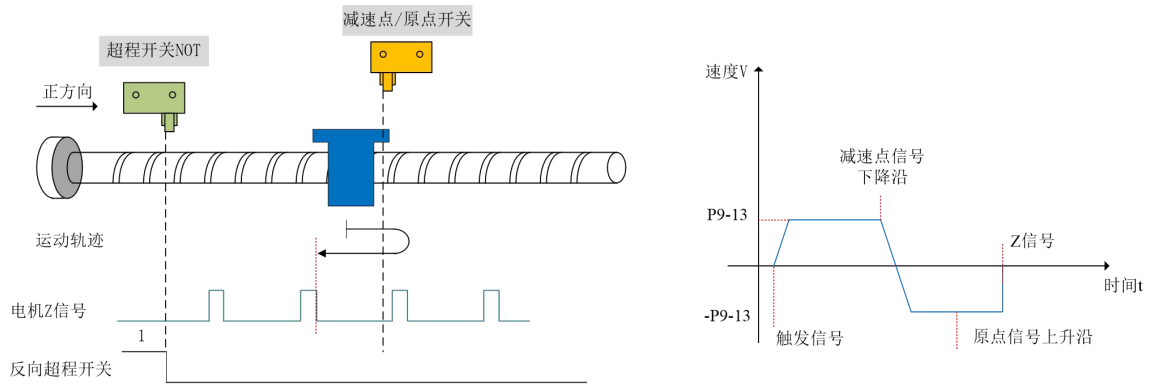 减速点/原点开关
超程开关NOT
正方向
运动轨迹
电机Z信号
1
反向超程开关
速度V
减速点信号
下降沿
P9-13
Z信号
时间t
-P9-13
触发信号
原点信号上升沿